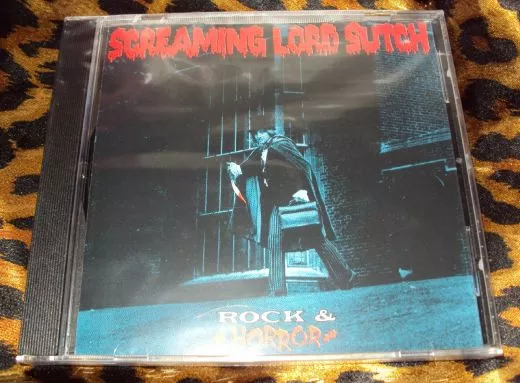 SCREAMING LORD SUTCH
ROCK &
HORROR